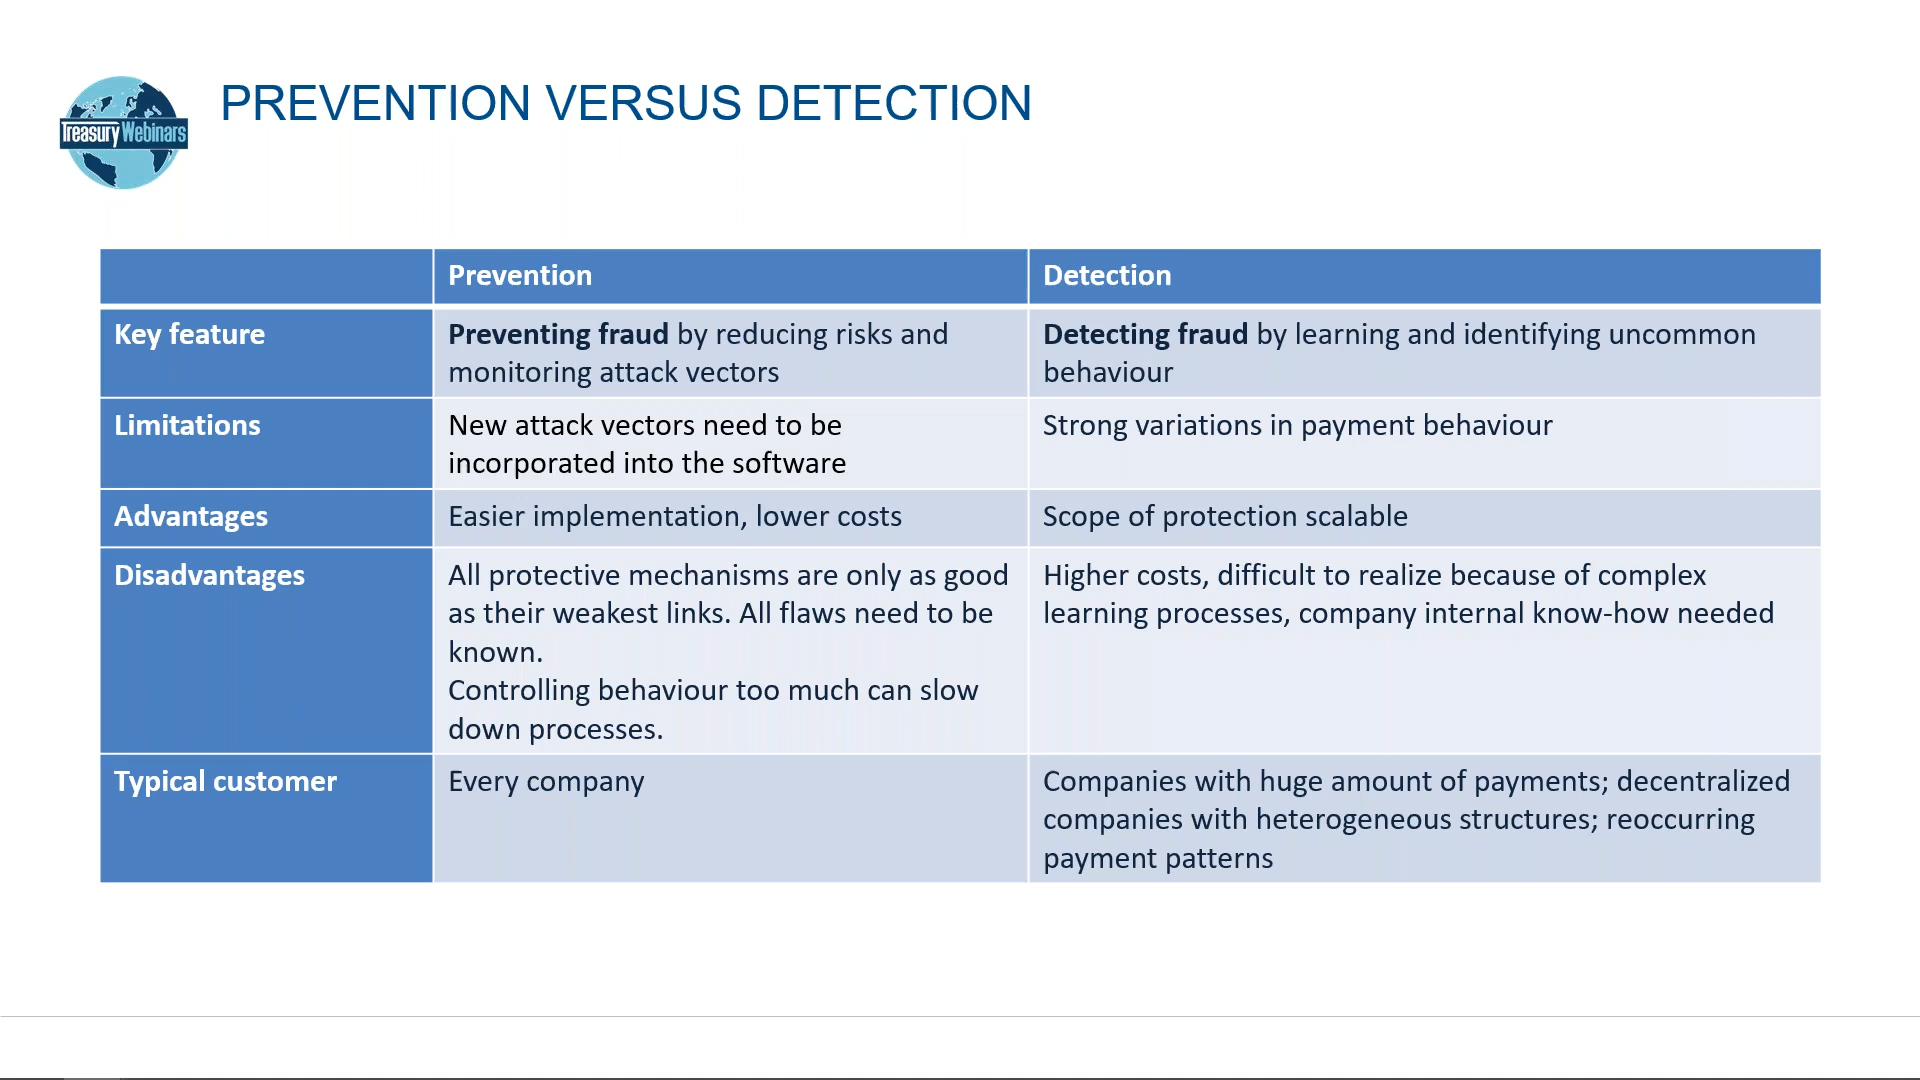 Treasury Webinars
PREVENTION VERSUS DETECTION
Prevention
Detection
Key feature
Preventing fraud by reducing risks and
monitoring attack vectors
Detecting fraud by learning and identifying uncommon
behaviour
Limitations
New attack vectors need to be
incorporated into the software
Strong variations in payment behaviour
Advantages
Easier implementation, lower costs
Scope of protection scalable
Disadvantages
All protective mechanisms are only as good
as their weakest links. All flaws need to be
known.
Controlling behaviour too much can slow
down processes.
Higher costs, difficult to realize because of complex
learning processes, company internal know-how needed
Typical customer
Every company
Companies with huge amount of payments; decentralized
companies with heterogeneous structures; reoccurring
payment patterns